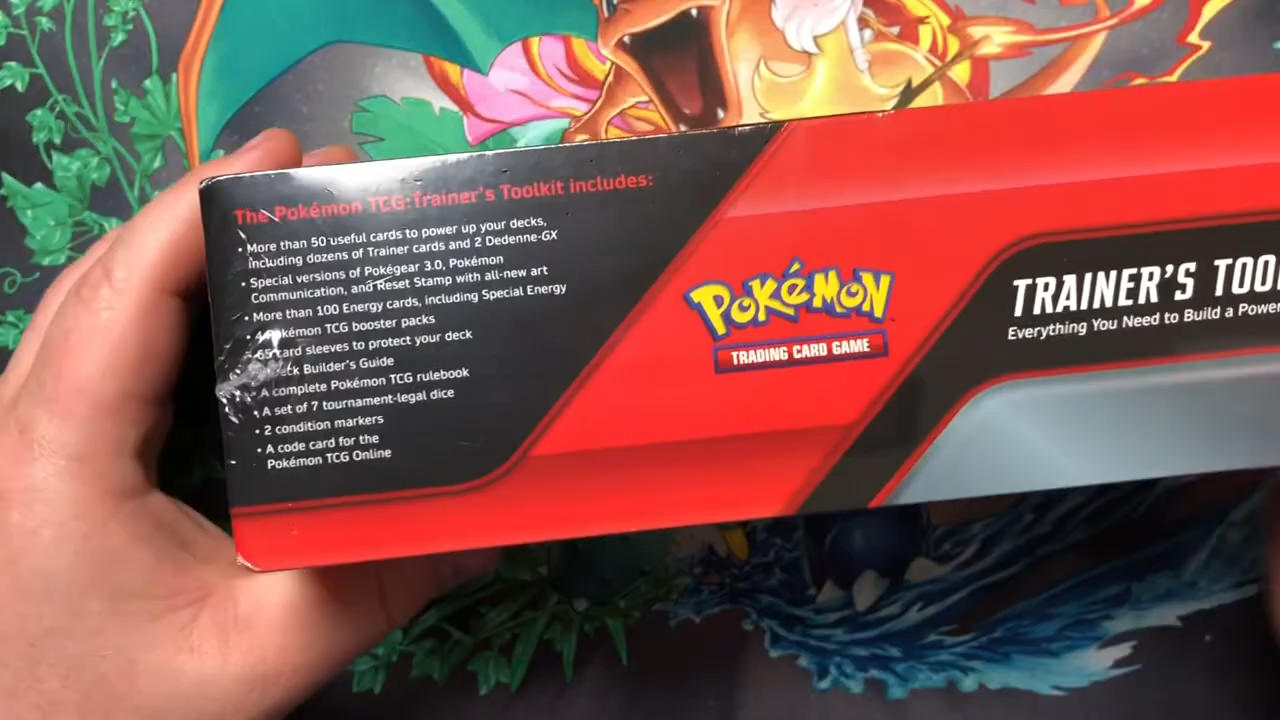 The Pokémon TCG: Trainer's Toolkit includes:
• More than 50 useful cards to power up your decks,
including dozens of Trainer cards and 2 Dedenne-GX
• Special versions of Pokégear 3.0, Pokémon
Communication, and Reset Stamp with all-new art
• More than 100 Energy cards, including Special Energy
• 4 Pokémon TCG booster packs
• 65 card sleeves to protect your deck
Builder's Guide
• A complete Pokémon TCG rulebook
• A set of 7 tournament-legal dice
• 2 condition markers
• A code card for the
Pokémon TCG Online
POKéMON
TRADING CARD GAME
TRAINER'S
Everything You Need to Build a